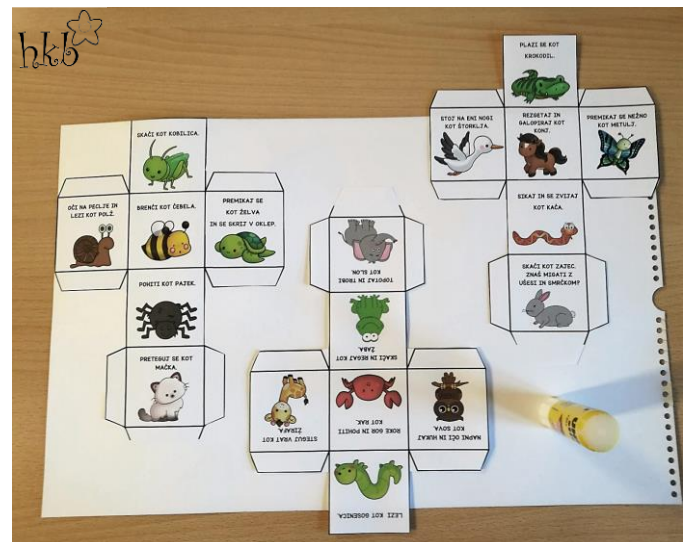 hkb
SKAČI KOT KOBILICA.
OČI NA PECLJE IN
LEZI KOT POLŽ.
BRENČI KOT ČEBELA.
PREMIKAJ SE
KOT ŽELVA
IN SE SKRIJ V OKLEP.
POHITI KOT PAJEK.
PRETEGUJ SE KOT
MAČKA.
TOPOTAJ IN TROBI
KOT SLON.
SKAČI IN REGAJ KOT
ŽABA.
STEGUJ VRAT KOT
ŽIRAFA.
ROKE GOR IN POHITI
KOT RAK.
NAPNI OČI IN HUKAJ
KOT SOVA.
LEZI KOT GOSENICA.
PLAZI SE KOT
KROKODIL.
STOJ NA ENI NOGI
KOT ŠTORKLJA.
REZGETAJ IN
GALOPIRAJ KOT
KONJ.
PREMIKAJ SE NEŽNO
KOT METULJ.
SIKAJ IN SE ZVIJAJ
KOT KAČA.
SKAČI KOT ZAJEC.
ZNAŠ MIGATI Z
UŠESI IN SMRČKOM?